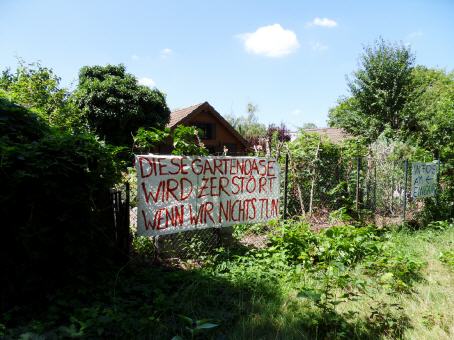 DIESE GARTENOASE
WIRD ZERSTÖRT
WENN WIR NICHTS TUN